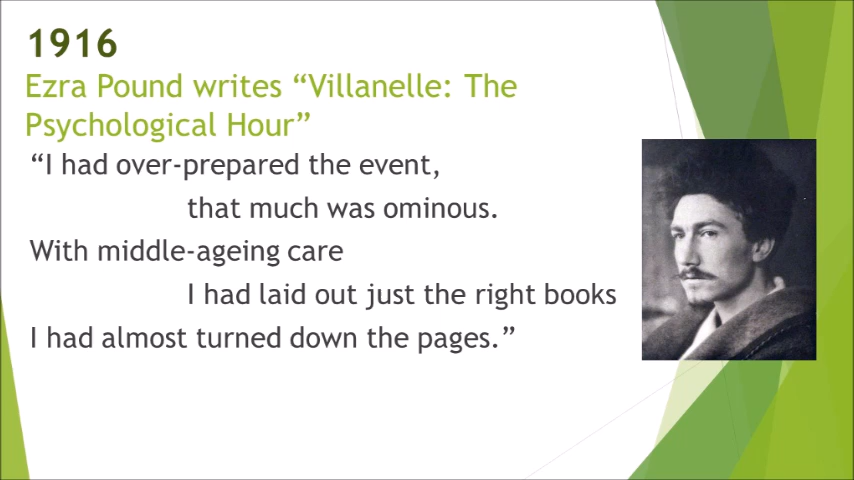 1916
Ezra Pound writes “Villanelle: The
Psychological Hour”
“I had over-prepared the event,
that much was ominous.
With middle-ageing care
I had laid out just the right books
I had almost turned down the pages.”